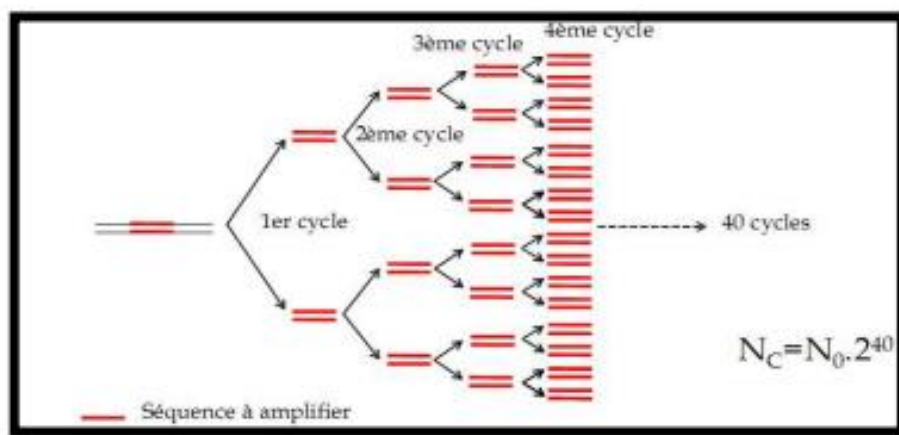 4ème cycle
3ème cycle
2ème cycle
1er cycle
40 cycles
N_C=N_0.2^40
Séquence à amplifier